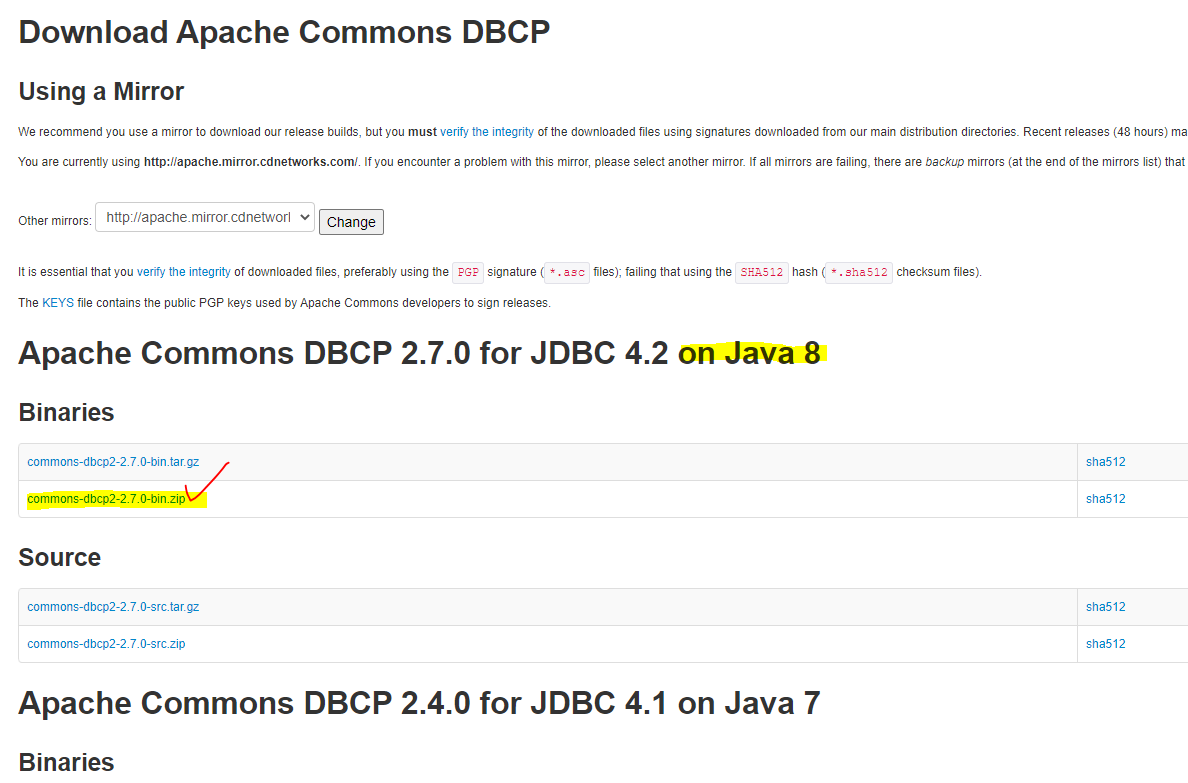 Download Apache Commons DBCP
Using a Mirror
We recommend you use a mirror to download our release builds, but you must verify the integrity of the downloaded files using signatures downloaded from our main distribution directories. Recent releases (48 hours) ma
You are currently using http://apache.mirror.cdnetworks.com/. If you encounter a problem with this mirror, please select another mirror. If all mirrors are failing, there are backup mirrors (at the end of the mirrors list) that
Other mirrors: http://apache.mirror.cdnetworl Change
It is essential that you verify the integrity of downloaded files, preferably using the PGP signature (*.asc files); failing that using the SHA512 hash (*.sha512 checksum files).
The KEYS file contains the public PGP keys used by Apache Commons developers to sign releases.
Apache Commons DBCP 2.7.0 for JDBC 4.2 on Java 8
Binaries
commons-dbcp2-2.7.0-bin.tar.gz sha512
commons-dbcp2-2.7.0-bin.zip sha512
Source
commons-dbcp2-2.7.0-src.tar.gz sha512
commons-dbcp2-2.7.0-src.zip sha512
Apache Commons DBCP 2.4.0 for JDBC 4.1 on Java 7
Binaries